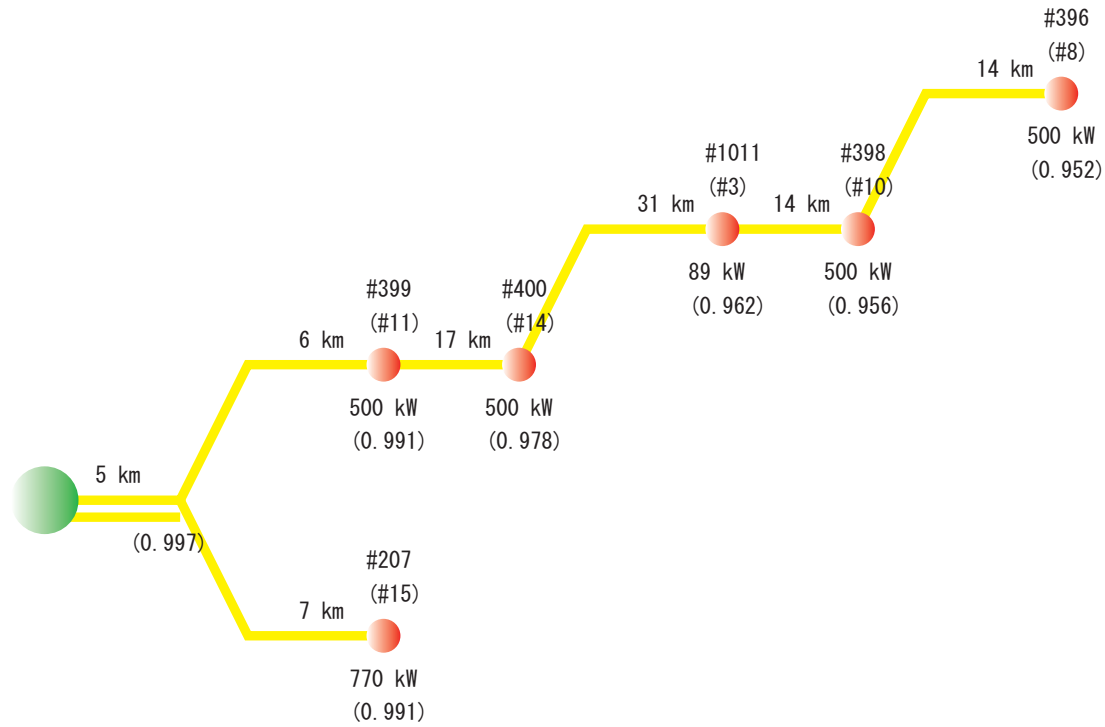 #396
(#8)
14 km
500 kW
(0.952)
#1011
(#3)
#398
(#10)
31 km
14 km
89 kW
(0.962)
500 kW
(0.956)
#399
(#11)
#400
(#14)
6 km
17 km
500 kW
(0.991)
500 kW
(0.978)
5 km
(0.997)
#207
(#15)
7 km
770 kW
(0.991)